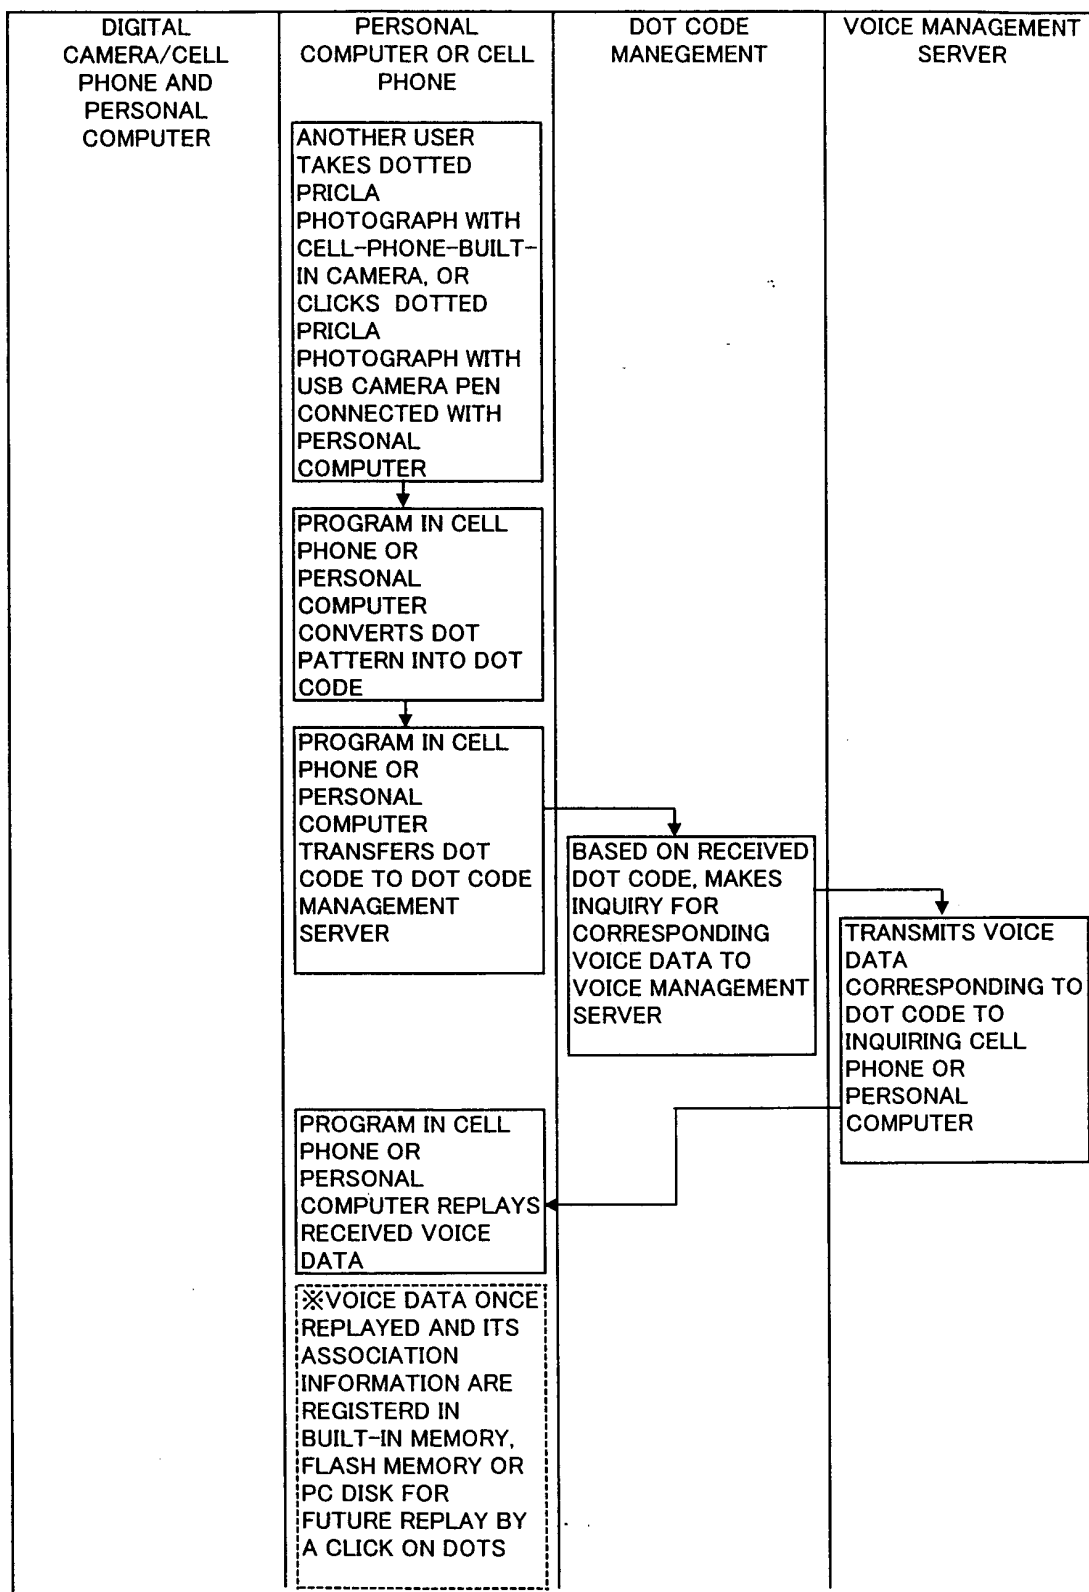 DIGITAL
CAMERA/CELL
PHONE AND
PERSONAL
COMPUTER
PERSONAL
COMPUTER OR CELL
PHONE
DOT CODE
MANEGEMENT
VOICE MANAGEMENT
SERVER
ANOTHER USER
TAKES DOTTED
PRICLA
PHOTOGRAPH WITH
CELL-PHONE-BUILT-
IN CAMERA, OR
CLICKS DOTTED
PRICLA
PHOTOGRAPH WITH
USB CAMERA PEN
CONNECTED WITH
PERSONAL
COMPUTER
PROGRAM IN CELL
PHONE OR
PERSONAL
COMPUTER
CONVERTS DOT
PATTERN INTO DOT
CODE
PROGRAM IN CELL
PHONE OR
PERSONAL
COMPUTER
TRANSFERS DOT
CODE TO DOT CODE
MANAGEMENT
SERVER
BASED ON RECEIVED
DOT CODE, MAKES
INQUIRY FOR
CORRESPONDING
VOICE DATA TO
VOICE MANAGEMENT
SERVER
TRANSMITS VOICE
DATA
CORRESPONDING TO
DOT CODE TO
INQUIRING CELL
PHONE OR
PERSONAL
COMPUTER
PROGRAM IN CELL
PHONE OR
PERSONAL
COMPUTER REPLAYS
RECEIVED VOICE
DATA
※VOICE DATA ONCE
REPLAYED AND ITS
ASSOCIATION
INFORMATION ARE
REGISTERD IN
BUILT-IN MEMORY,
FLASH MEMORY OR
PC DISK FOR
FUTURE REPLAY BY
A CLICK ON DOTS